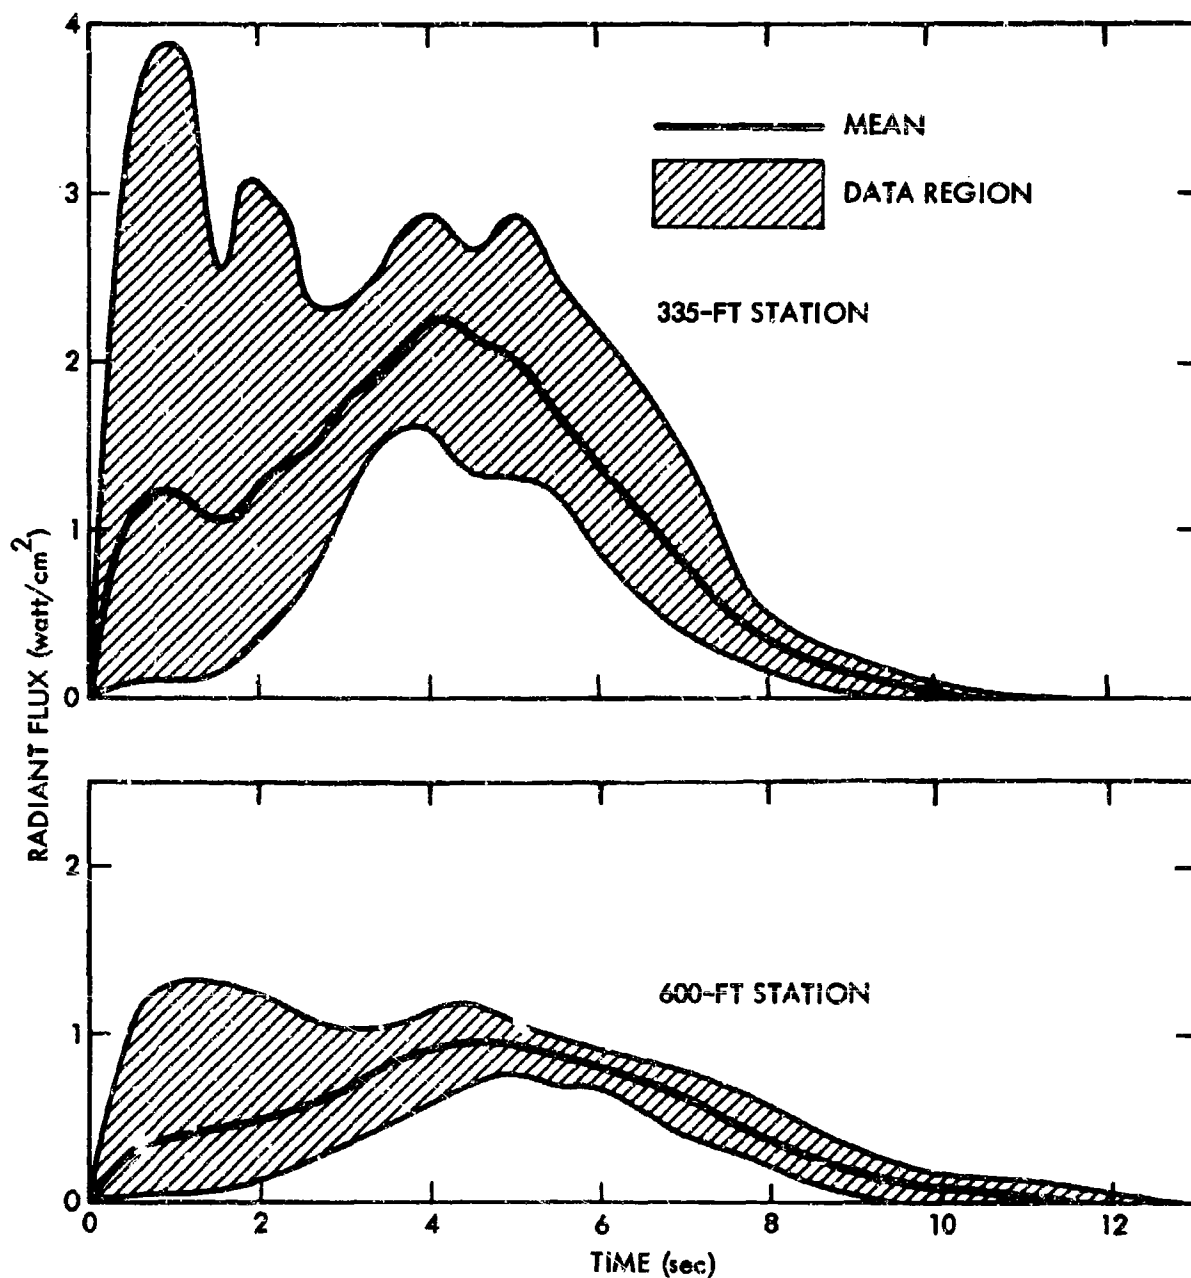 4
3
2
1
0
MEAN
DATA REGION
335-FT STATION
RADIANT FLUX (watt/cm²)
2
1
0
600-FT STATION
0 2 4 6 8 10 12
TIME (sec)